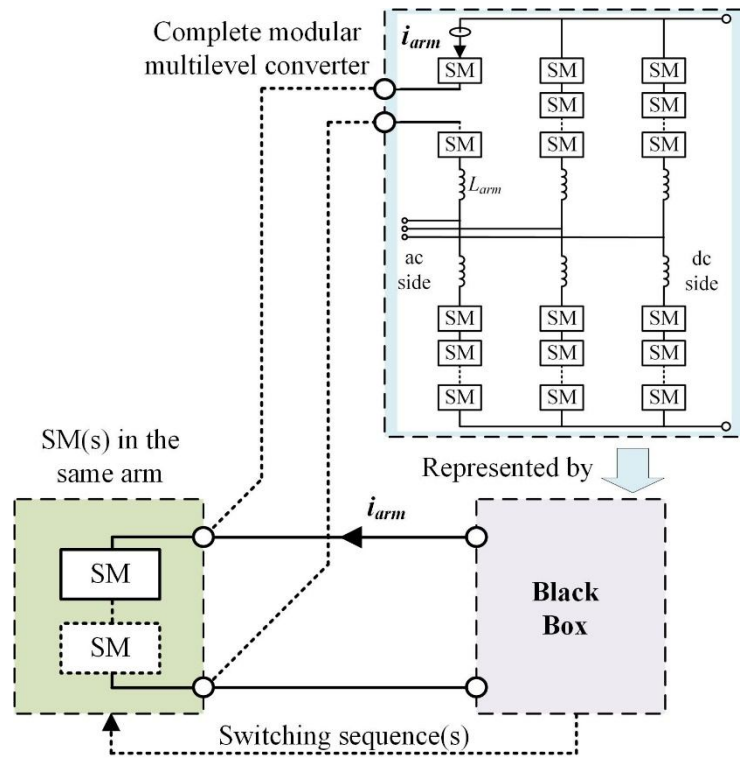 Complete modular
multilevel converter
i_arm
SM SM SM
SM SM
SM SM SM
L_arm
ac
side
dc
side
SM SM SM
SM SM SM
SM SM SM
SM(s) in the
same arm
Represented by
i_arm
SM
SM
Black
Box
Switching sequence(s)